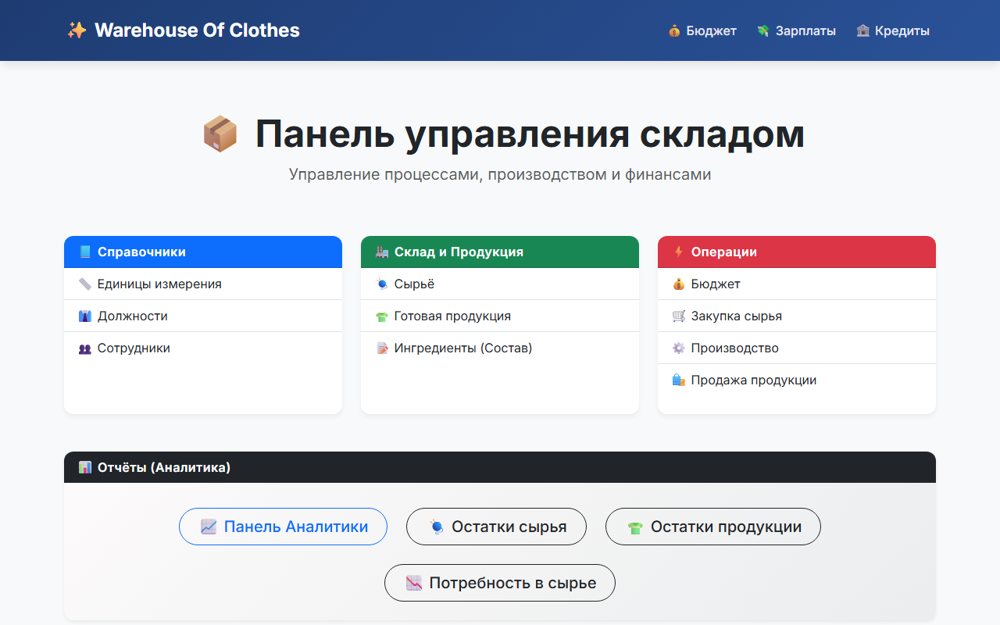 Warehouse Of Clothes
Бюджет
Зарплаты
Кредиты
Панель управления складом
Управление процессами, производством и финансами
Справочники
Единицы измерения
Должности
Сотрудники
Склад и Продукция
Сырьё
Готовая продукция
Ингредиенты (Состав)
Операции
Бюджет
Закупка сырья
Производство
Продажа продукции
Отчёты (Аналитика)
Панель Аналитики
Остатки сырья
Остатки продукции
Потребность в сырье